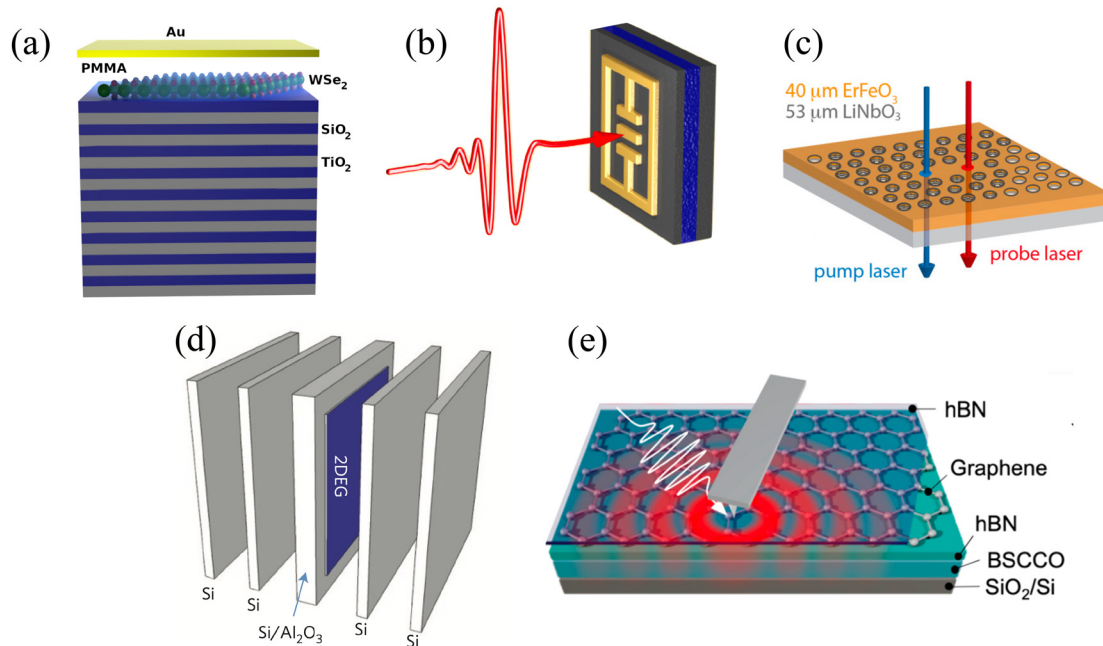 (a)
Au
PMMA
WSe₂
SiO₂
TiO₂
(b)
(c)
40 μm ErFeO₃
53 μm LiNbO₃
pump laser
probe laser
(d)
2DEG
Si
Si
Si/Al₂O₃
Si
Si
(e)
hBN
Graphene
hBN
BSCCO
SiO₂/Si